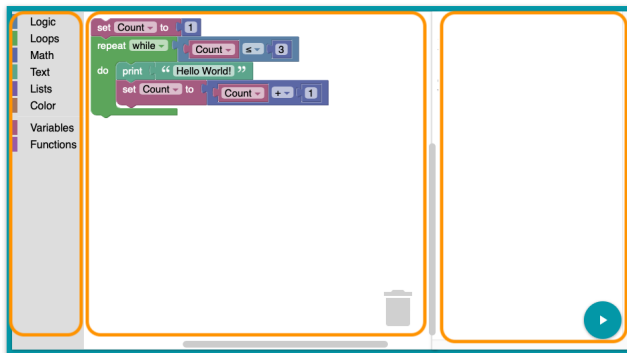 Logic
Loops
Math
Text
Lists
Color
Variables
Functions
set Count to 1
repeat while Count ≤ 3
do print “ Hello World! ”
set Count to Count + 1